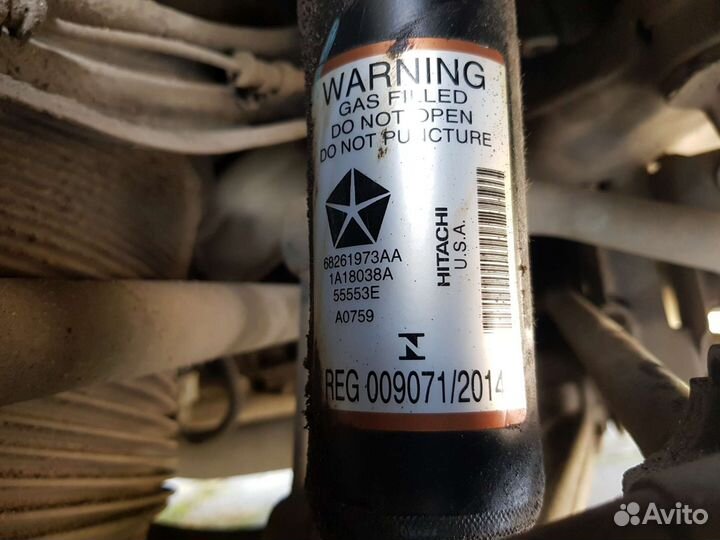 WARNING
GAS FILLED
DO NOT OPEN
DO NOT PUNCTURE
68261973AA
1A18038A
55553E
A0759
HITACHI
U.S.A.
REG 009071/2014
Avito